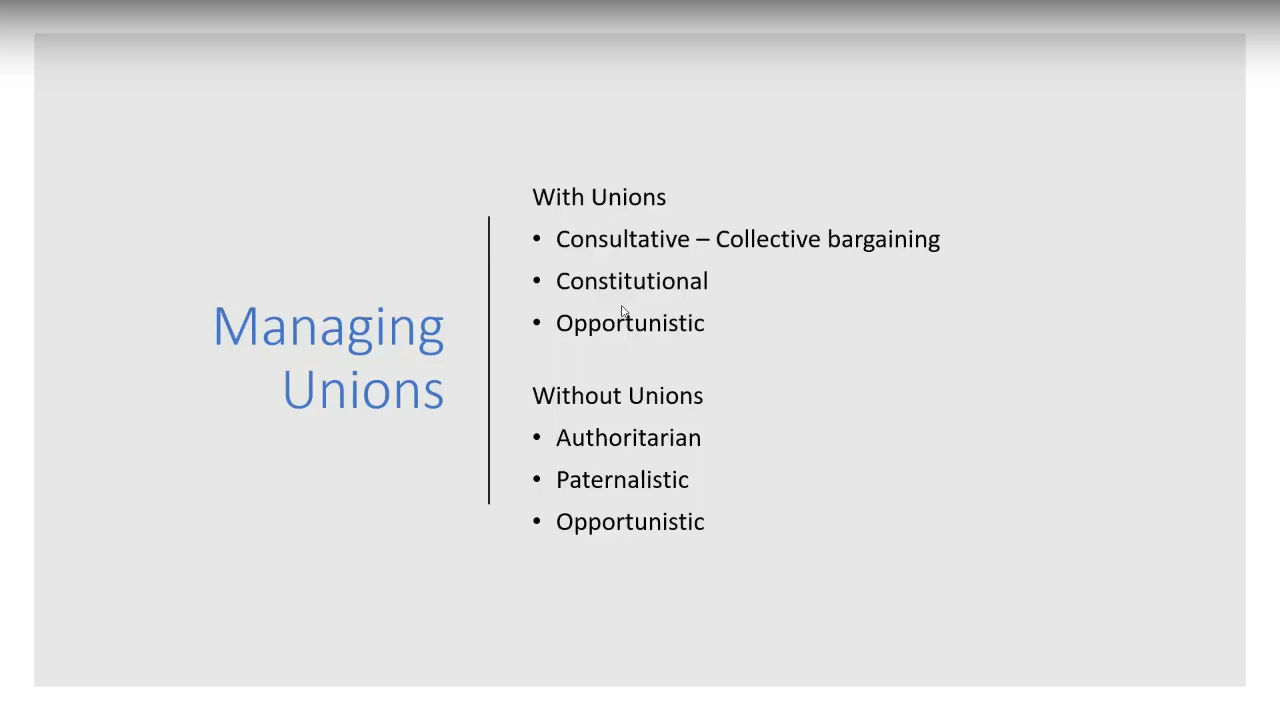 Managing
Unions
With Unions
• Consultative – Collective bargaining
• Constitutional
• Opportunistic
Without Unions
• Authoritarian
• Paternalistic
• Opportunistic